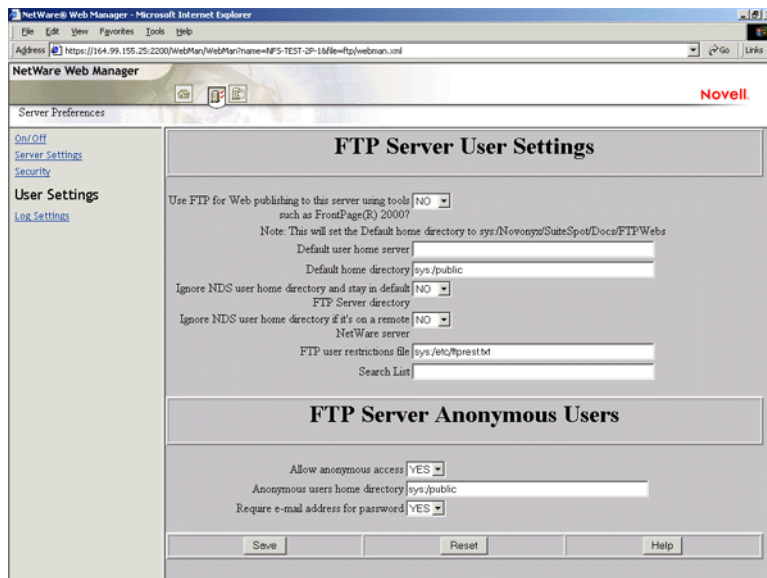 NetWare® Web Manager - Microsoft Internet Explorer
File Edit View Favorites Tools Help
Address https://164.99.155.25:2200/WebMan/WebMan?name=NFS-TEST-2P-1&file=ftp/webman.xml Go Links
NetWare Web Manager
Novell.
Server Preferences
On/Off
Server Settings
Security
User Settings
Log Settings
FTP Server User Settings
Use FTP for Web publishing to this server using tools NO
such as FrontPage(R) 2000?
Note: This will set the Default home directory to sys:/Novonyx/SuiteSpot/Docs/FTPWebs
Default user home server
Default home directory sys:/public
Ignore NDS user home directory and stay in default NO
FTP Server directory
Ignore NDS user home directory if it's on a remote NO
NetWare server
FTP user restrictions file sys:/etc/ftprest.txt
Search List
FTP Server Anonymous Users
Allow anonymous access YES
Anonymous users home directory sys:/public
Require e-mail address for password YES
Save Reset Help